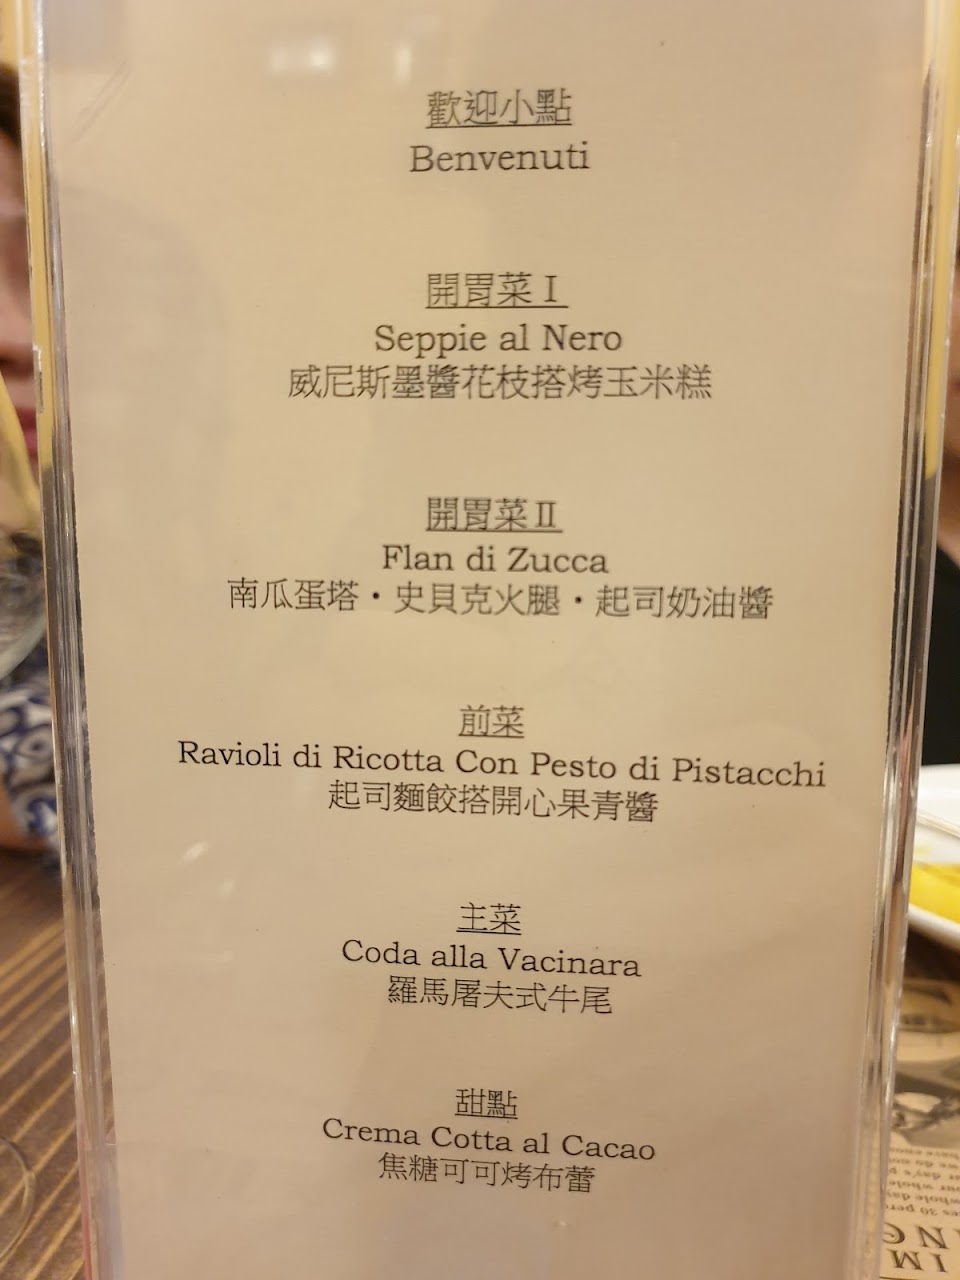 歡迎小點
Benvenuti
開胃菜Ⅰ
Seppie al Nero
威尼斯墨醬花枝搭烤玉米糕
開胃菜Ⅱ
Flan di Zucca
南瓜蛋塔・史貝克火腿・起司奶油醬
前菜
Ravioli di Ricotta Con Pesto di Pistacchi
起司麵餃搭開心果青醬
主菜
Coda alla Vacinara
羅馬屠夫式牛尾
甜點
Crema Cotta al Cacao
焦糖可可烤布蕾